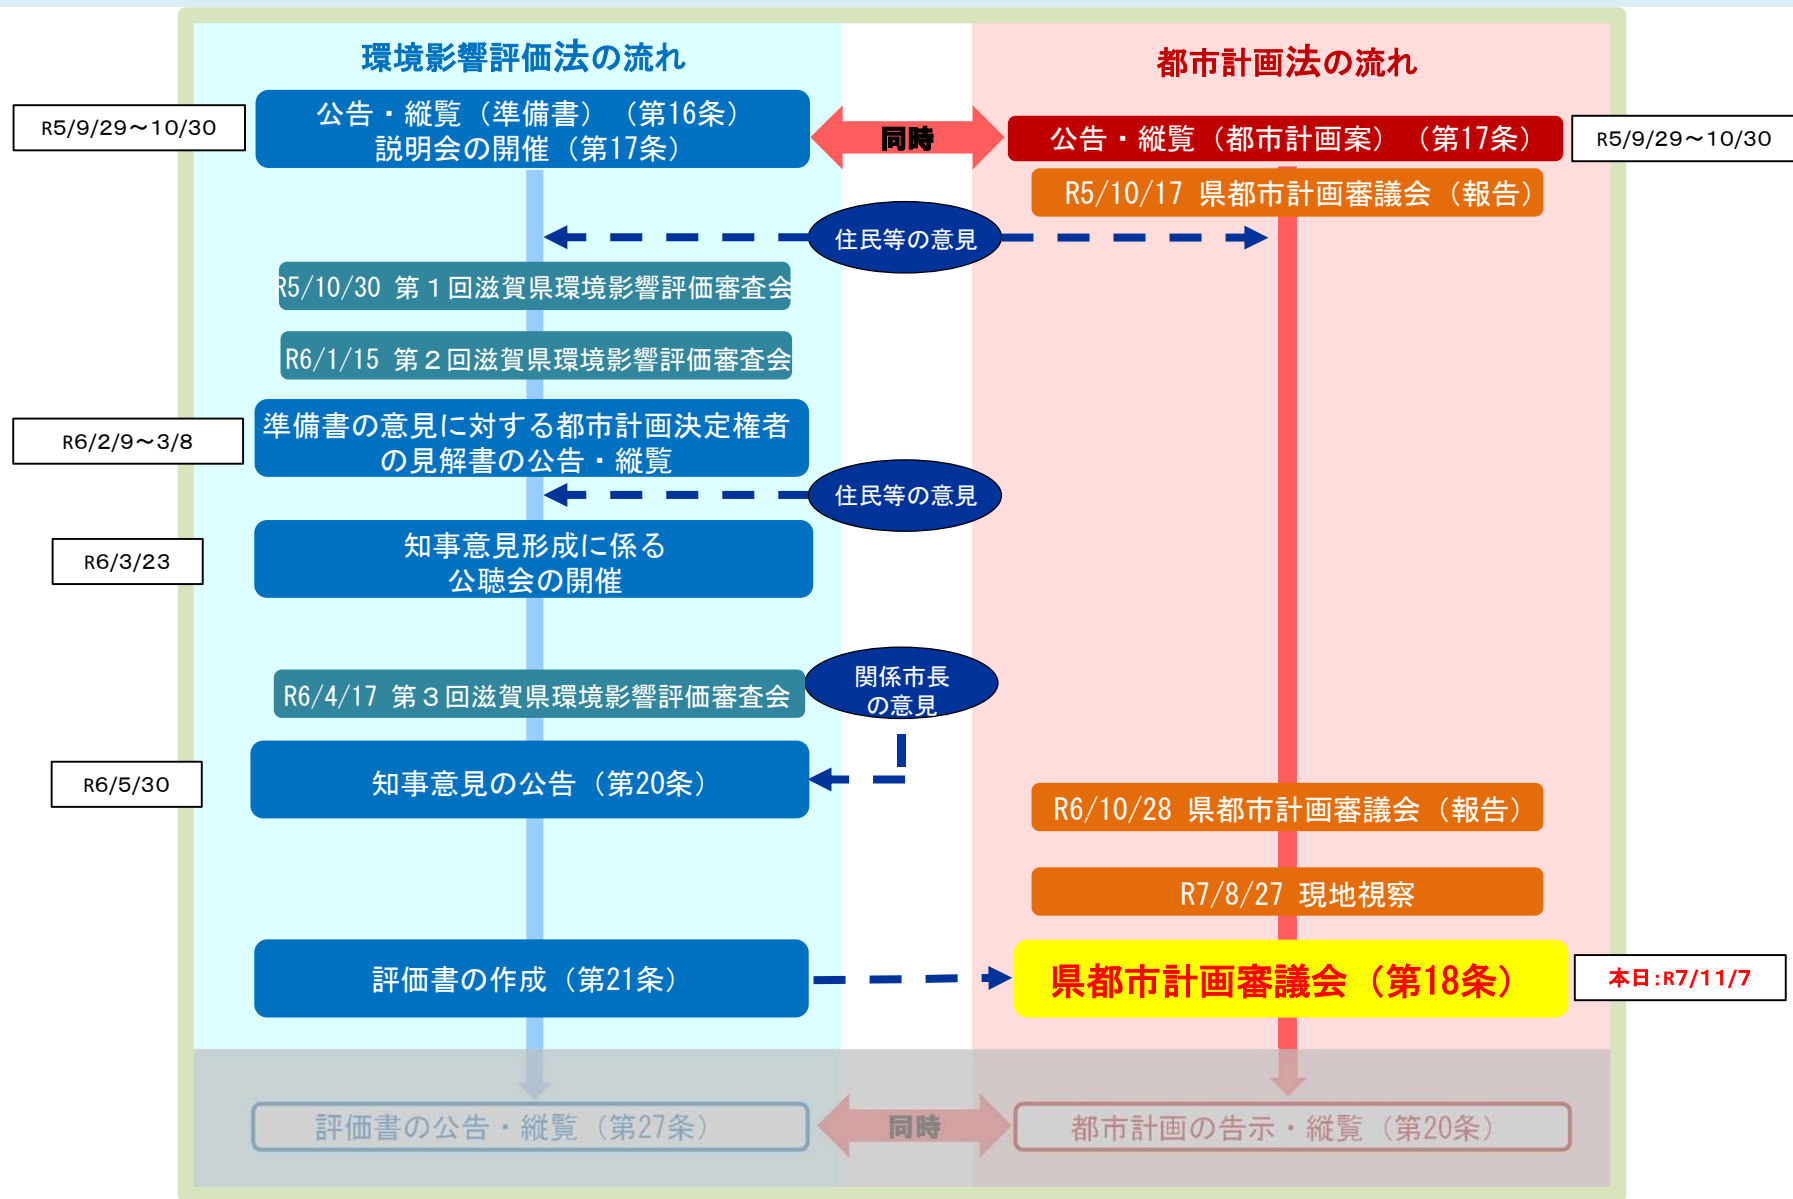 環境影響評価法の流れ
都市計画法の流れ
R5/9/29～10/30
公告・縦覧（準備書）（第16条）
説明会の開催（第17条）
同時
公告・縦覧（都市計画案）（第17条）
R5/9/29～10/30
R5/10/17 県都市計画審議会（報告）
住民等の意見
R5/10/30 第１回滋賀県環境影響評価審査会
R6/1/15 第２回滋賀県環境影響評価審査会
R6/2/9～3/8
準備書の意見に対する都市計画決定権者
の見解書の公告・縦覧
住民等の意見
R6/3/23
知事意見形成に係る
公聴会の開催
関係市長
の意見
R6/4/17 第３回滋賀県環境影響評価審査会
R6/5/30
知事意見の公告（第20条）
R6/10/28 県都市計画審議会（報告）
R7/8/27 現地視察
評価書の作成（第21条）
県都市計画審議会（第18条）
本日：R7/11/7
評価書の公告・縦覧（第27条）
同時
都市計画の告示・縦覧（第20条）